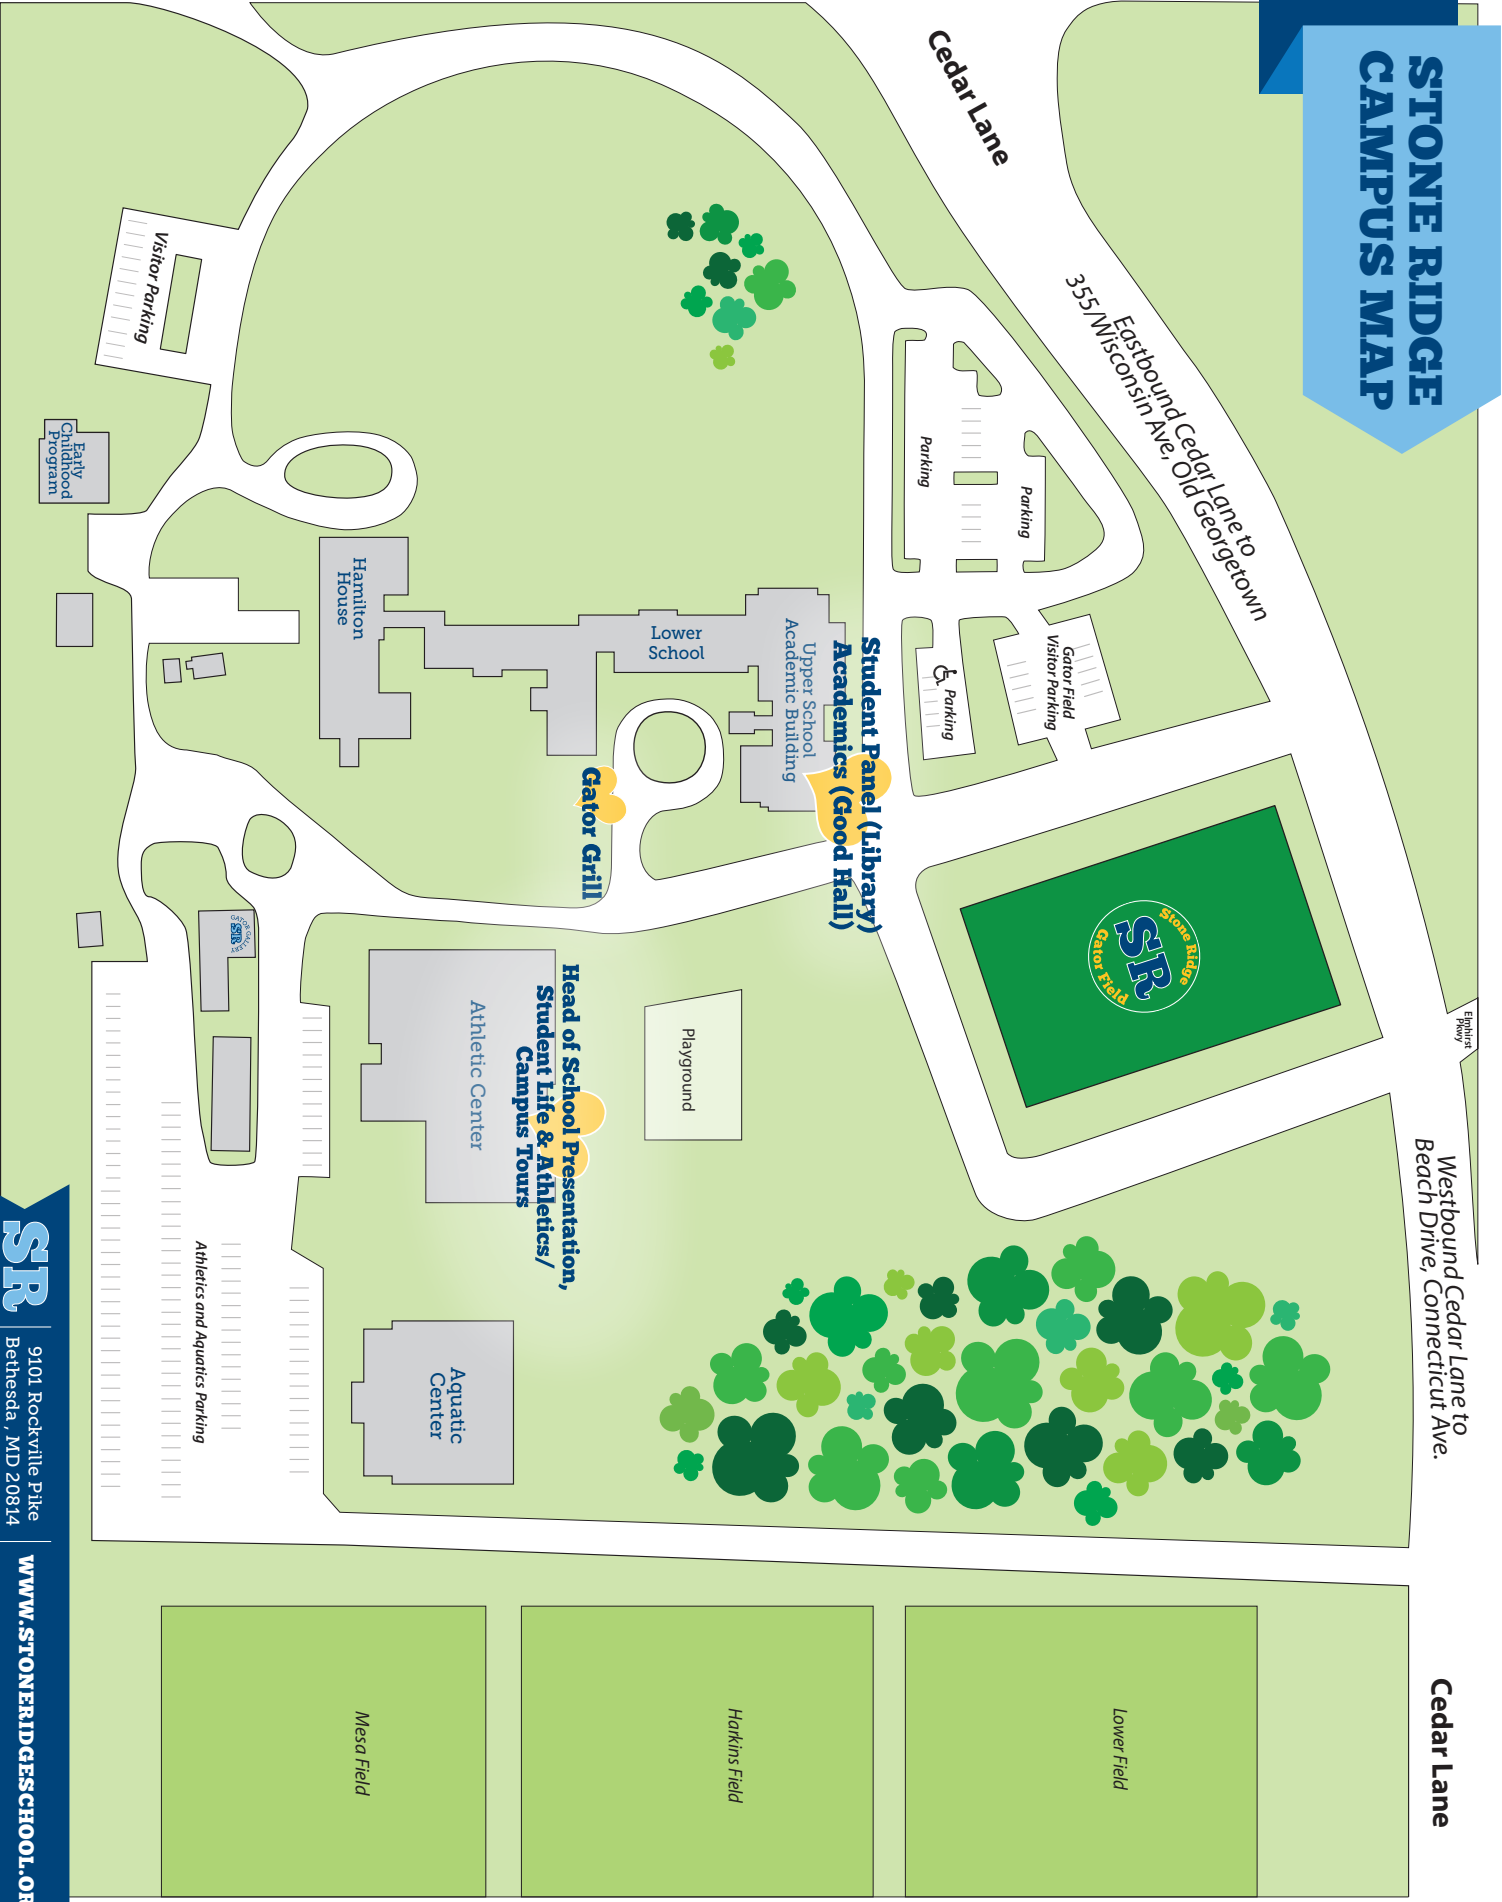 STONE RIDGE
CAMPUS MAP
Cedar Lane
Eastbound Cedar Lane to
355/Wisconsin Ave, Old Georgetown
Elmhirst
Pkwy
Westbound Cedar Lane to
Beach Drive, Connecticut Ave.
Cedar Lane
Parking
Parking
Gator Field
Visitor Parking
Parking
Stone Ridge
SR
Gator Field
Student Panel (Library)
Academics (Good Hall)
Upper School
Academic Building
Lower
School
Gator Grill
Hamilton
House
Visitor Parking
Early
Childhood
Program
GATOR GALLERY
SR
Playground
Head of School Presentation,
Student Life & Athletics/
Campus Tours
Athletic Center
Aquatic
Center
Athletics and Aquatics Parking
Lower Field
Harkins Field
Mesa Field
SR
9101 Rockville Pike
Bethesda , MD 20814
WWW.STONERIDGESCHOOL.OR